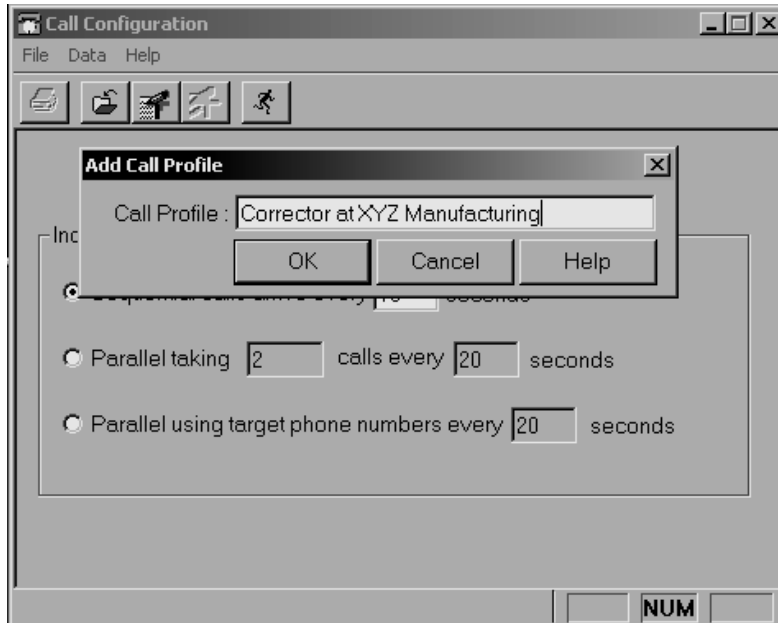 Call Configuration
File Data Help
Add Call Profile
Call Profile : Corrector at XYZ Manufacturing
OK Cancel Help
Parallel taking 2 calls every 20 seconds
Parallel using target phone numbers every 20 seconds
NUM